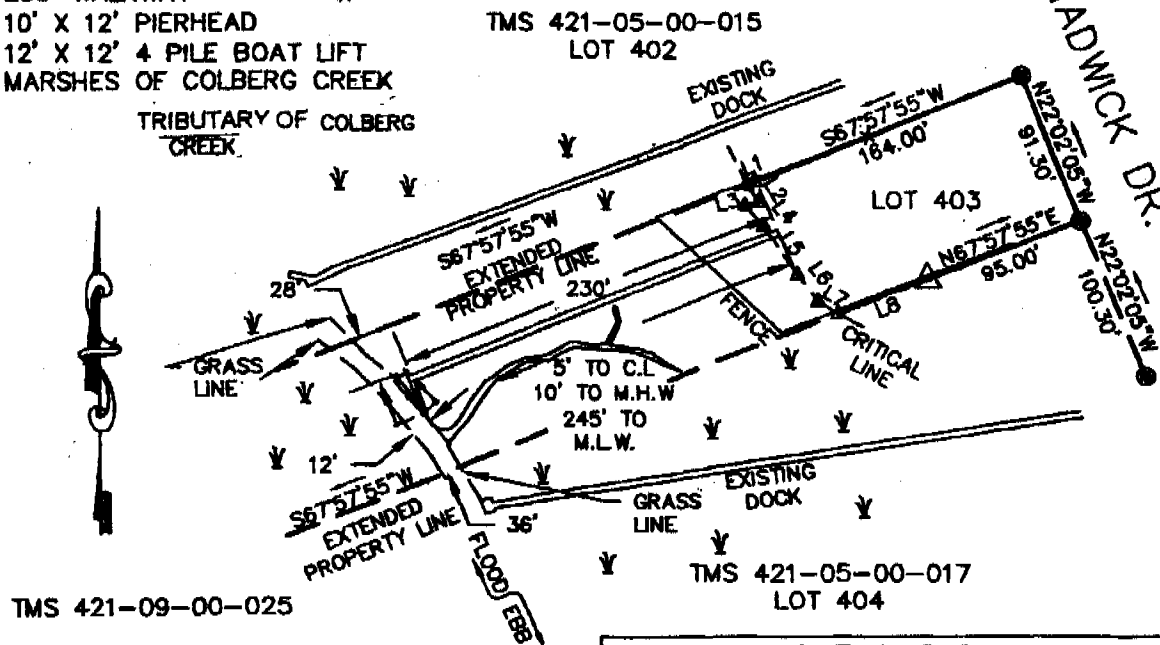 10' X 12' PIERHEAD
12' X 12' 4 PILE BOAT LIFT
MARSHES OF COLBERG CREEK
TRIBUTARY OF COLBERG
CREEK
TMS 421-05-00-015
LOT 402
EXISTING
DOCK
S67°57'55"W
164.00'
N22°02'05"W
91.30'
ADWICK DR.
LOT 403
L1
L3
L5
L6
L7
L8
N67°57'55"E
95.00'
N22°02'05"W
100.30'
S67°57'55"W
EXTENDED
PROPERTY LINE
230'
28'
FENCE
CRITICAL
LINE
GRASS
LINE
5' TO C.L
10' TO M.H.W
245' TO
M.L.W.
12'
S67°57'55"W
EXTENDED
PROPERTY LINE
36'
GRASS
LINE
EXISTING
DOCK
FLOOD
EBB
TMS 421-05-00-017
LOT 404
TMS 421-09-00-025